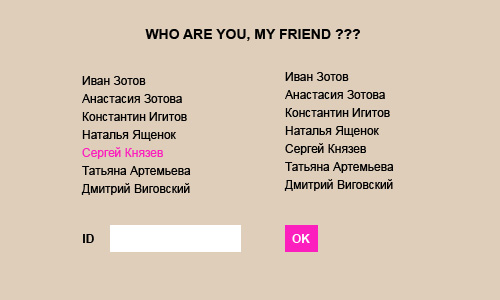 WHO ARE YOU, MY FRIEND ???
Иван Зотов
Анастасия Зотова
Константин Игитов
Наталья Ященок
Сергей Князев
Татьяна Артемьева
Дмитрий Виговский
Иван Зотов
Анастасия Зотова
Константин Игитов
Наталья Ященок
Сергей Князев
Татьяна Артемьева
Дмитрий Виговский
ID
OK